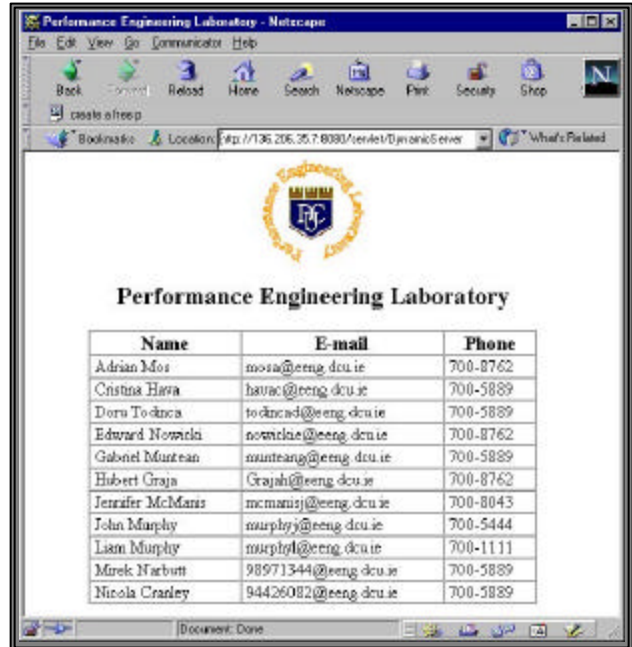 Performance Engineering Laboratory - Netscape
File Edit View Go Communicator Help
Back Forward Reload Home Search Netscape Print Security Shop
N
create a free p
Bookmarks Location: http://136.206.35.7:8080/servlet/DynamicServer What's Related
Performance Engineering Laboratory
Performance Engineering Laboratory
Name E-mail Phone
Adrian Mos mosa@eeng.dcu.ie 700-8762
Cristina Hava havac@eeng.dcu.ie 700-5889
Doru Todinca todincad@eeng.dcu.ie 700-5889
Edward Nowicki nowickie@eeng.dcu.ie 700-8762
Gabriel Muntean munteang@eeng.dcu.ie 700-5889
Hubert Graja Grajah@eeng.dcu.ie 700-8762
Jennifer McManis mcmanisj@eeng.dcu.ie 700-8043
John Murphy murphyj@eeng.dcu.ie 700-5444
Liam Murphy murphyl@eeng.dcu.ie 700-1111
Mirek Narbutt 98971344@eeng.dcu.ie 700-5889
Nicola Cranley 94426082@eeng.dcu.ie 700-5889
Document: Done